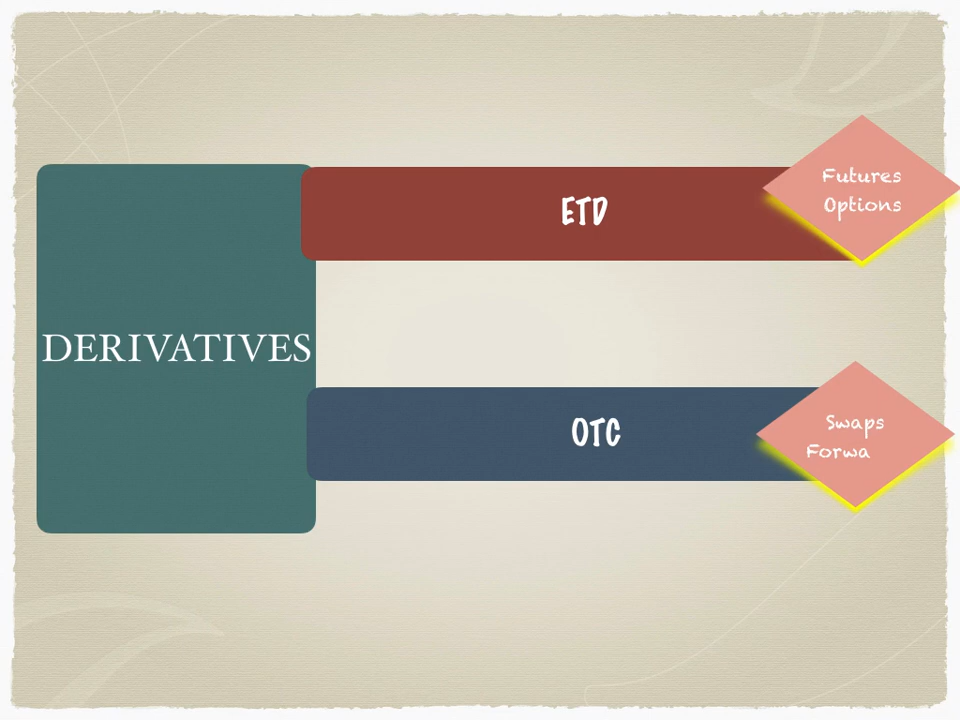 DERIVATIVES
ETD
Futures
Options
OTC
Swaps
Forwa